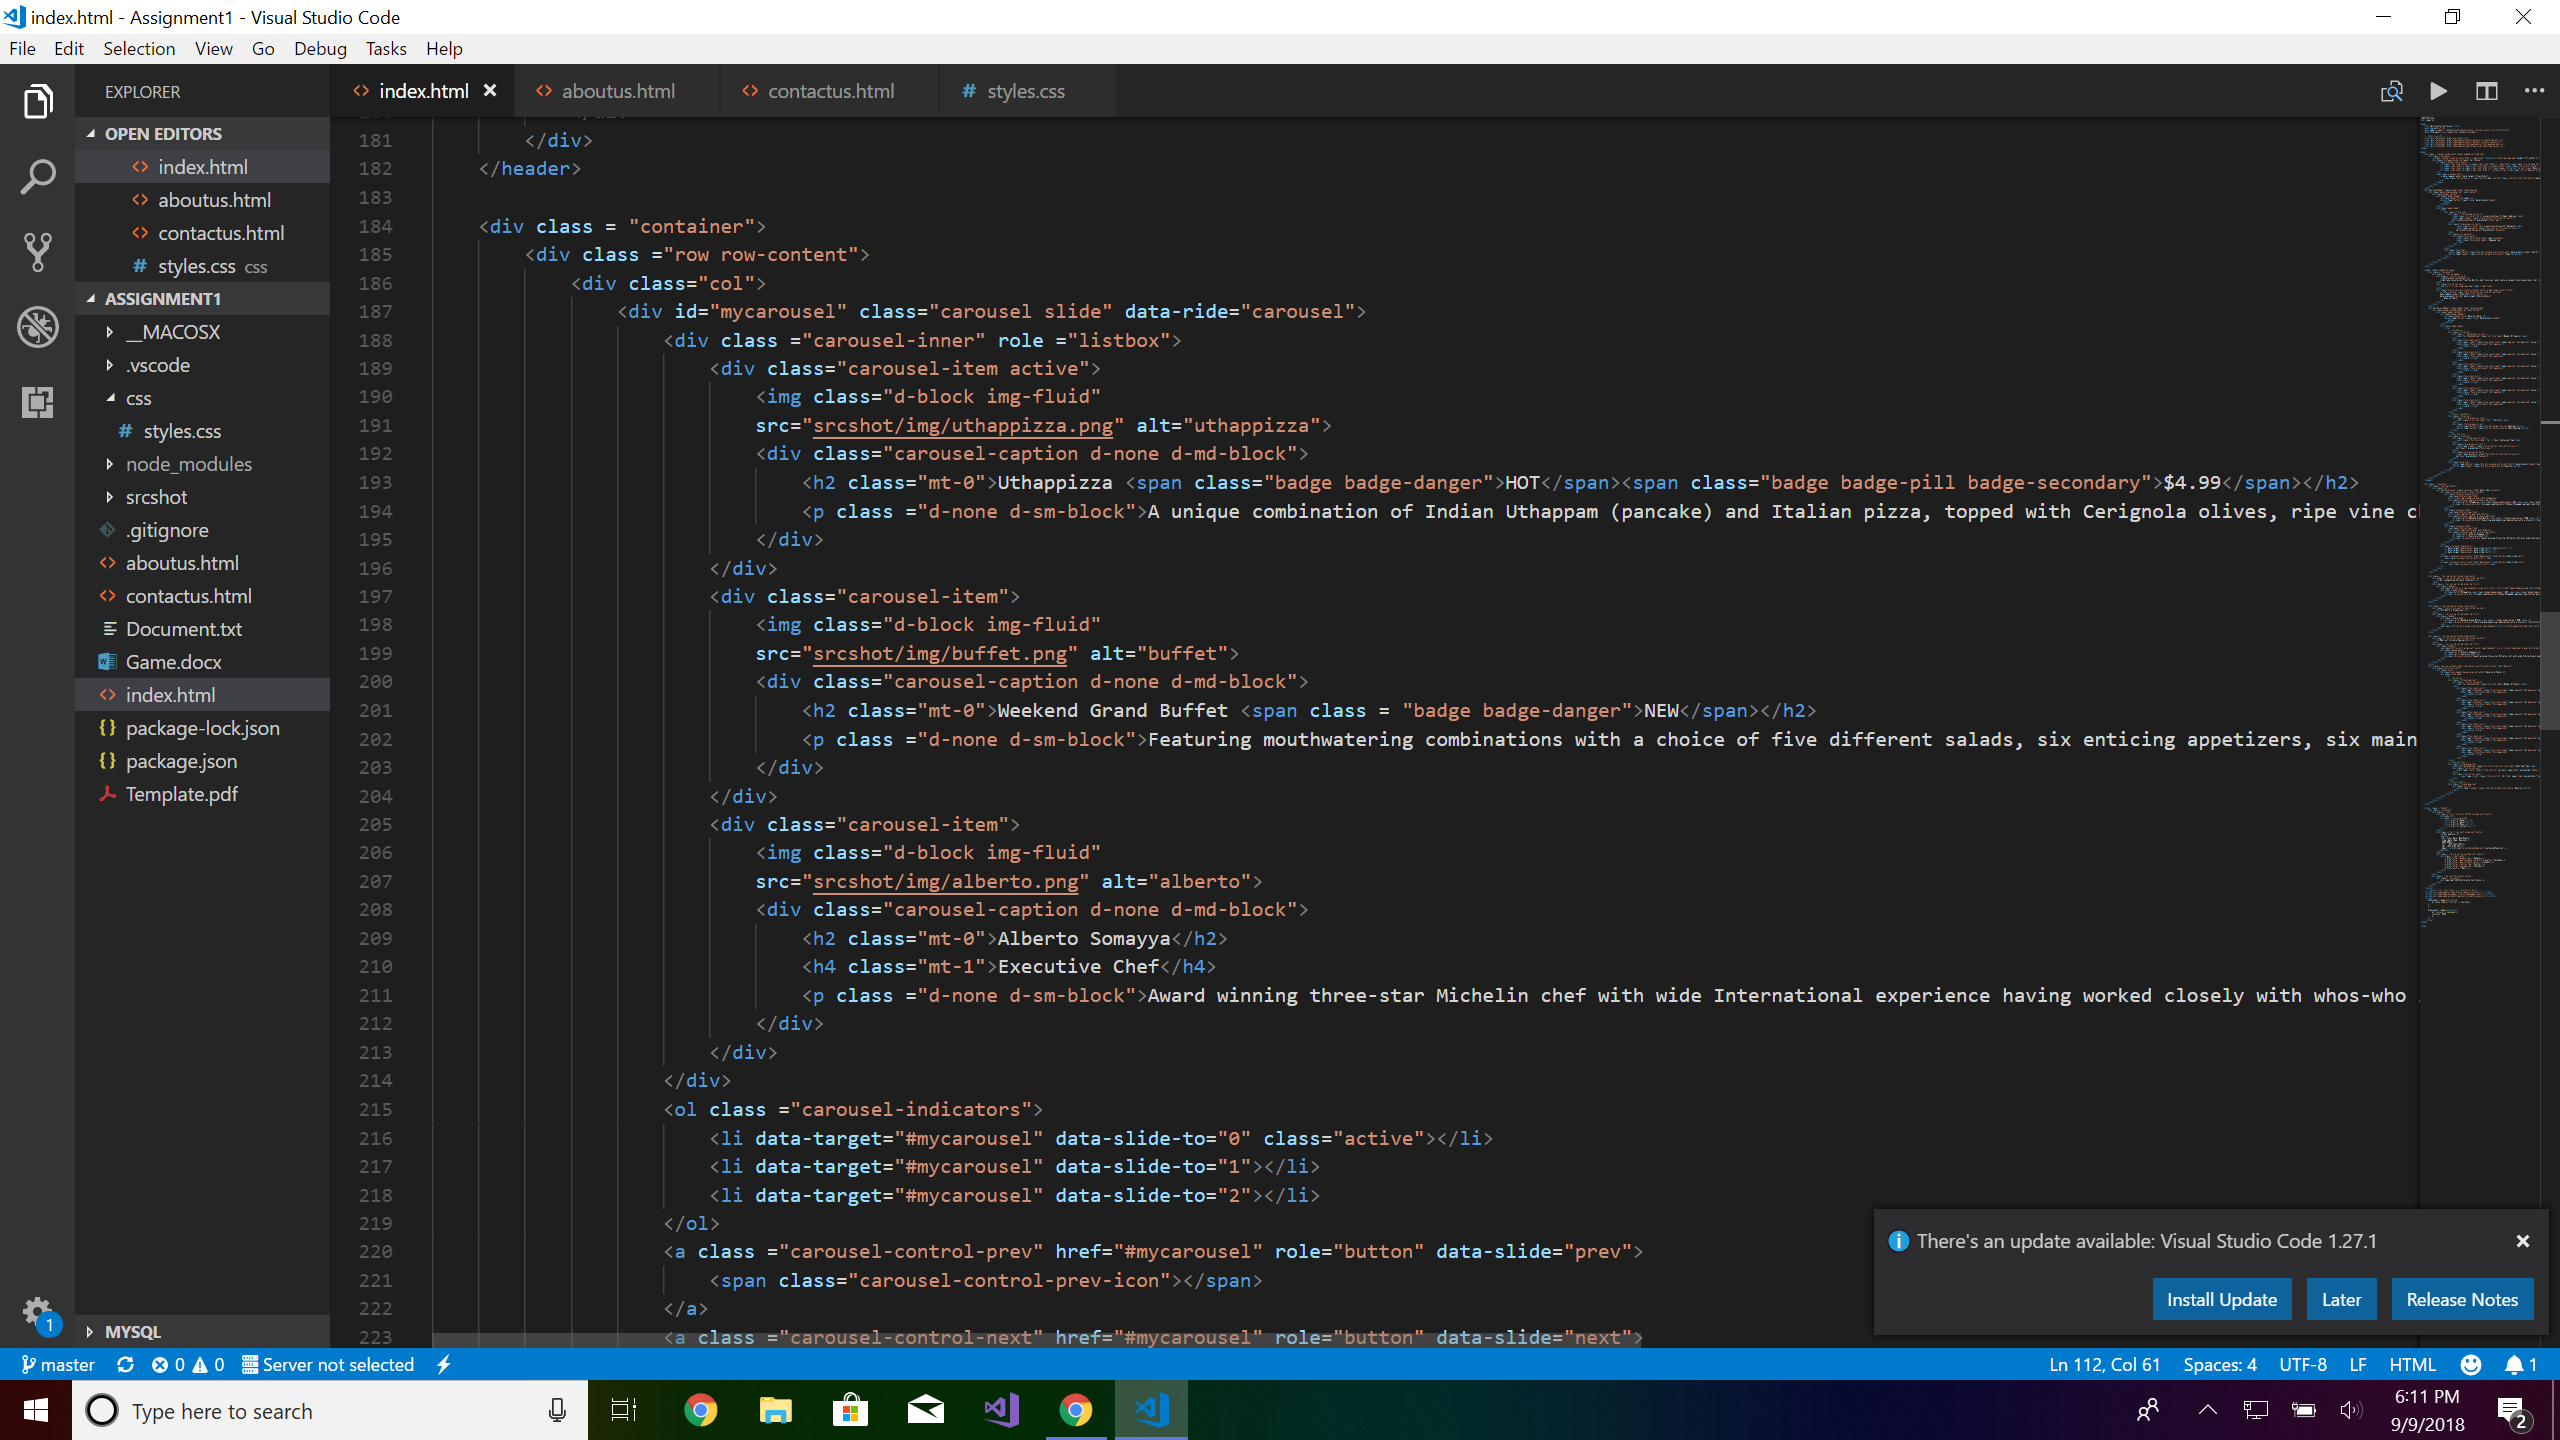 index.html - Assignment1 - Visual Studio Code
File Edit Selection View Go Debug Tasks Help
EXPLORER
OPEN EDITORS
index.html
aboutus.html
contactus.html
styles.css css
ASSIGNMENT1
__MACOSX
.vscode
css
styles.css
node_modules
srcshot
.gitignore
aboutus.html
contactus.html
Document.txt
Game.docx
index.html
package-lock.json
package.json
Template.pdf
MYSQL
1
index.html aboutus.html contactus.html # styles.css
181 </div>
182 </header>
183
184 <div class = "container">
185 <div class ="row row-content">
186 <div class="col">
187 <div id="mycarousel" class="carousel slide" data-ride="carousel">
188 <div class ="carousel-inner" role ="listbox">
189 <div class="carousel-item active">
190 <img class="d-block img-fluid"
191 src="srcshot/img/uthappizza.png" alt="uthappizza">
192 <div class="carousel-caption d-none d-md-block">
193 <h2 class="mt-0">Uthappizza <span class="badge badge-danger">HOT</span><span class="badge badge-pill badge-secondary">$4.99</span></h2>
194 <p class ="d-none d-sm-block">A unique combination of Indian Uthappam (pancake) and Italian pizza, topped with Cerignola olives, ripe vine
195 </div>
196 </div>
197 <div class="carousel-item">
198 <img class="d-block img-fluid"
199 src="srcshot/img/buffet.png" alt="buffet">
200 <div class="carousel-caption d-none d-md-block">
201 <h2 class="mt-0">Weekend Grand Buffet <span class = "badge badge-danger">NEW</span></h2>
202 <p class ="d-none d-sm-block">Featuring mouthwatering combinations with a choice of five different salads, six enticing appetizers, six main
203 </div>
204 </div>
205 <div class="carousel-item">
206 <img class="d-block img-fluid"
207 src="srcshot/img/alberto.png" alt="alberto">
208 <div class="carousel-caption d-none d-md-block">
209 <h2 class="mt-0">Alberto Somayya</h2>
210 <h4 class="mt-1">Executive Chef</h4>
211 <p class ="d-none d-sm-block">Award winning three-star Michelin chef with wide International experience having worked closely with whos-who
212 </div>
213 </div>
214 </div>
215 <ol class ="carousel-indicators">
216 <li data-target="#mycarousel" data-slide-to="0" class="active"></li>
217 <li data-target="#mycarousel" data-slide-to="1"></li>
218 <li data-target="#mycarousel" data-slide-to="2"></li>
219 </ol>
220 <a class ="carousel-control-prev" href="#mycarousel" role="button" data-slide="prev">
221 <span class="carousel-control-prev-icon"></span>
222 </a>
223 <a class ="carousel-control-next" href="#mycarousel" role="button" data-slide="next">
There's an update available: Visual Studio Code 1.27.1
Install Update Later Release Notes
master 0 0 Server not selected Ln 112, Col 61 Spaces: 4 UTF-8 LF HTML 1
Type here to search
6:11 PM
9/9/2018
2